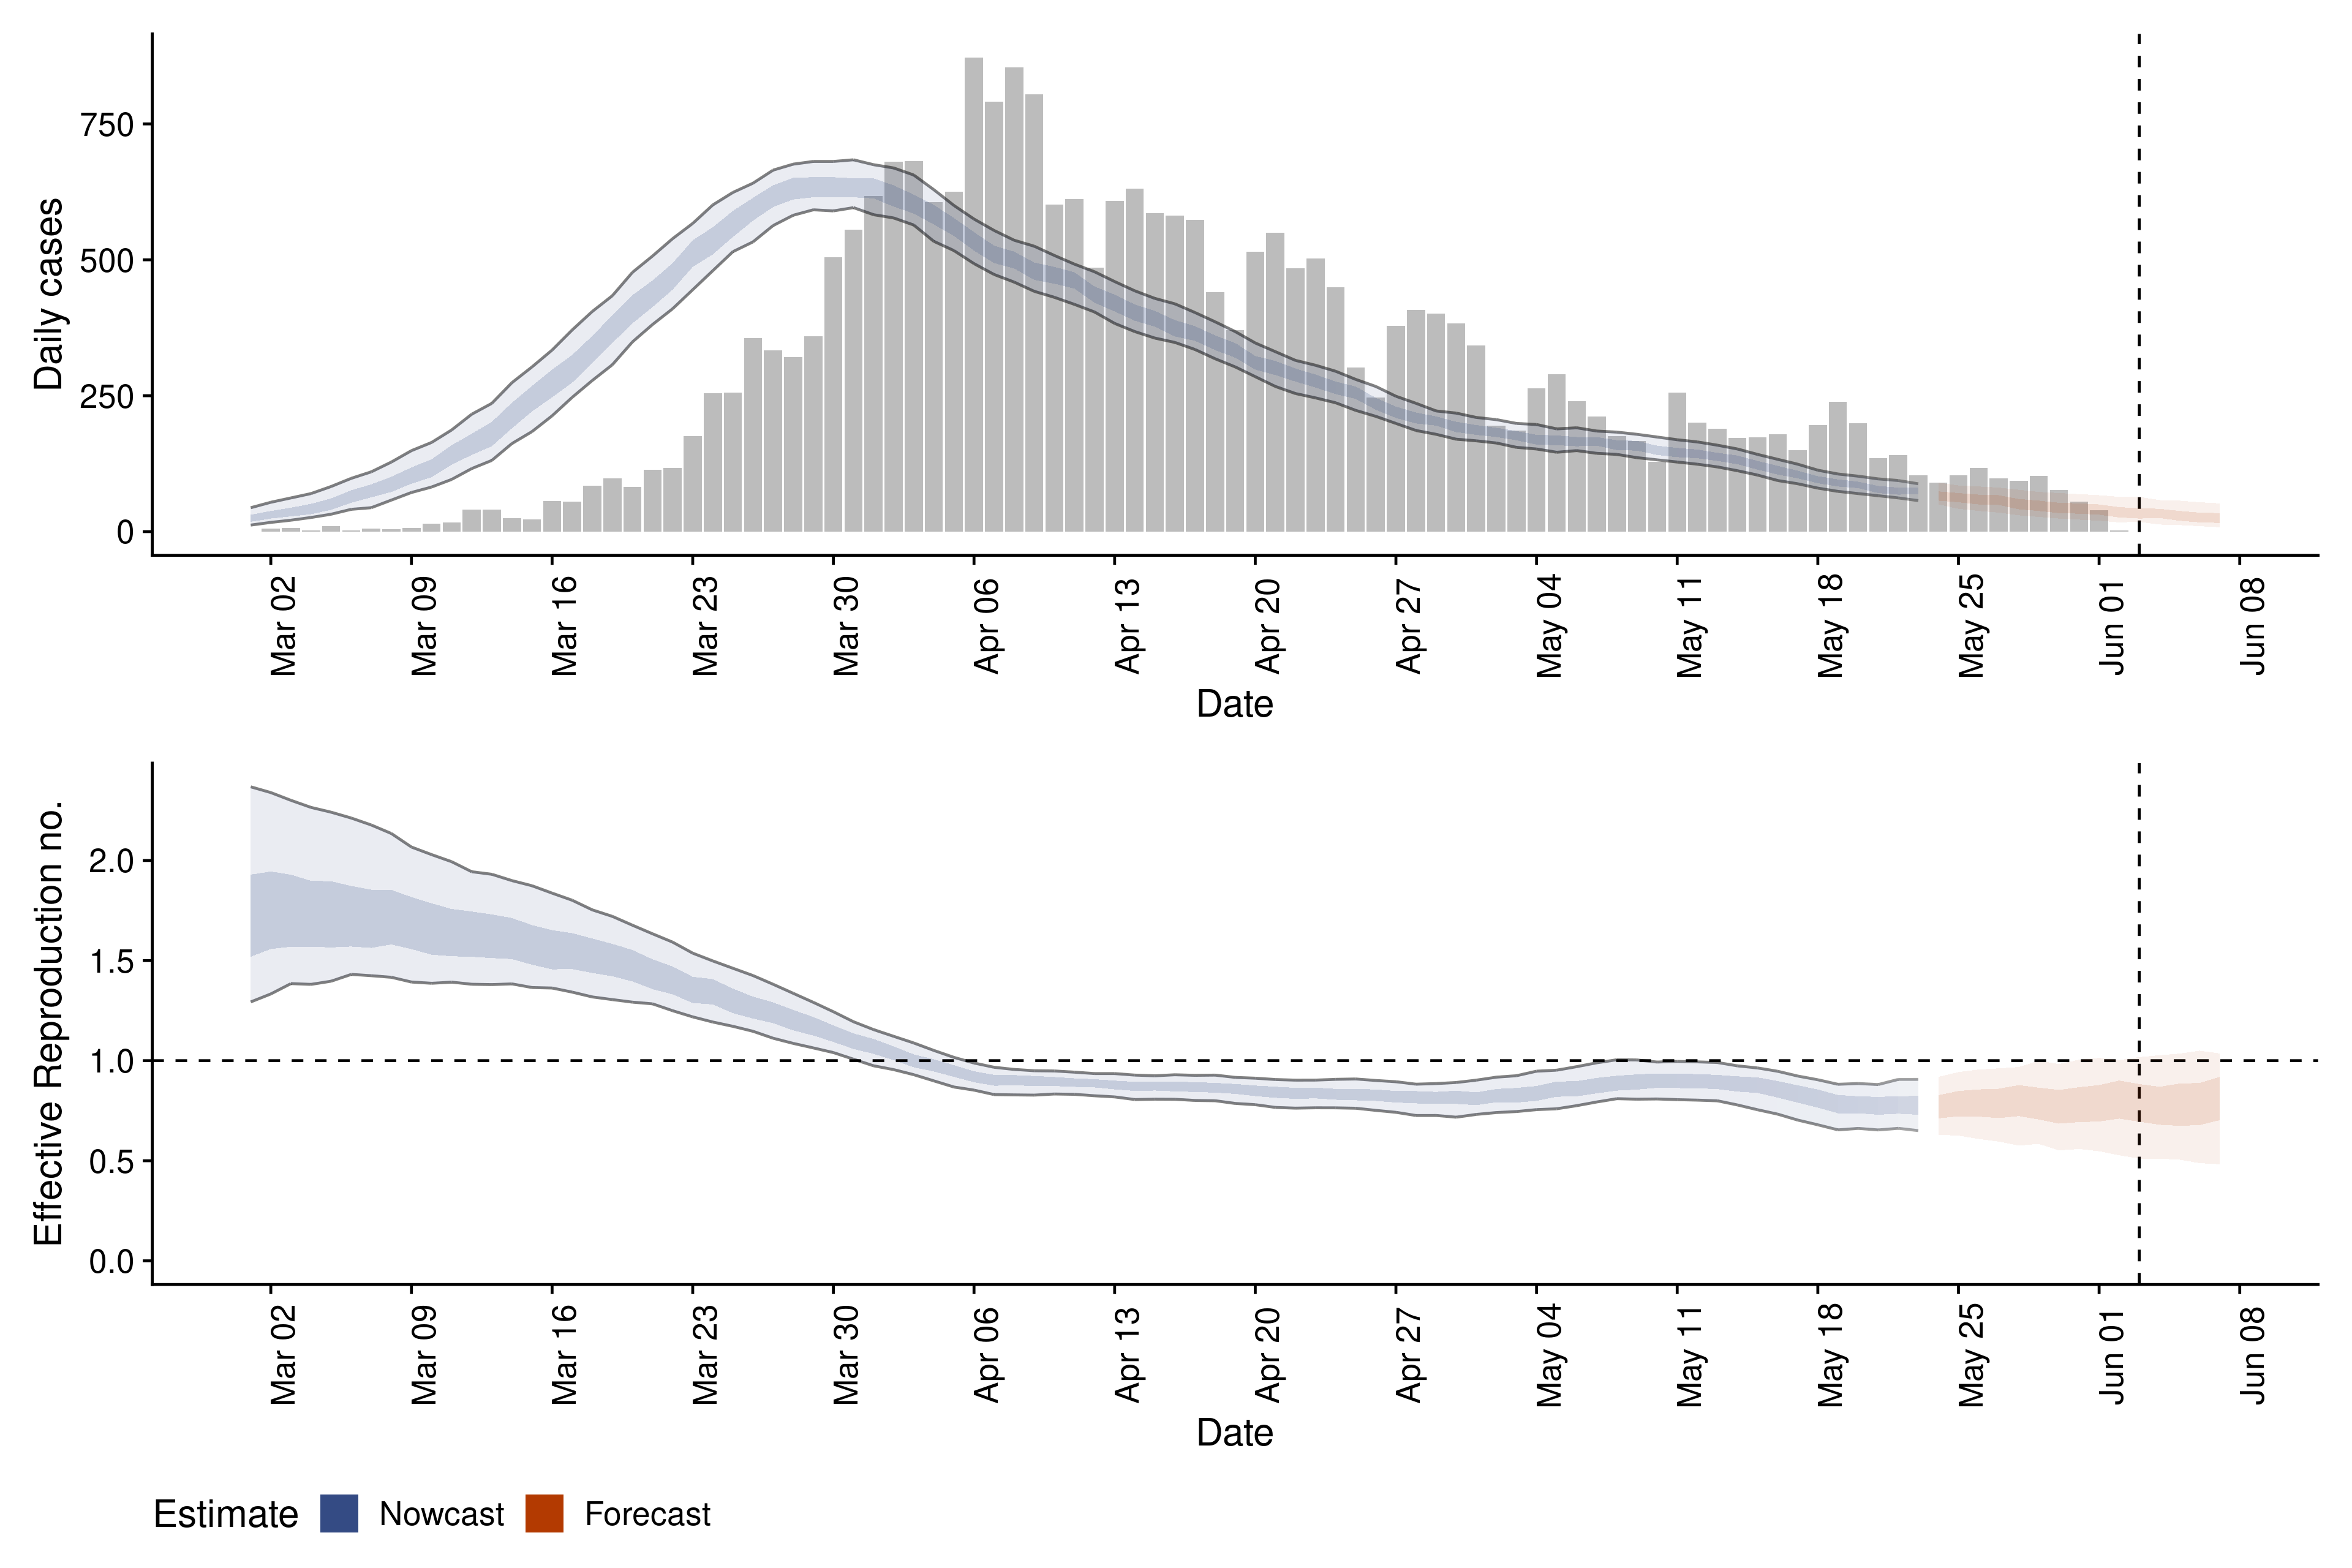 Daily cases
750
500
250
0
Mar 02 Mar 09 Mar 16 Mar 23 Mar 30 Apr 06 Apr 13 Apr 20 Apr 27 May 04 May 11 May 18 May 25 Jun 01 Jun 08
Date
Effective Reproduction no.
2.0
1.5
1.0
0.5
0.0
Mar 02 Mar 09 Mar 16 Mar 23 Mar 30 Apr 06 Apr 13 Apr 20 Apr 27 May 04 May 11 May 18 May 25 Jun 01 Jun 08
Date
Estimate Nowcast Forecast